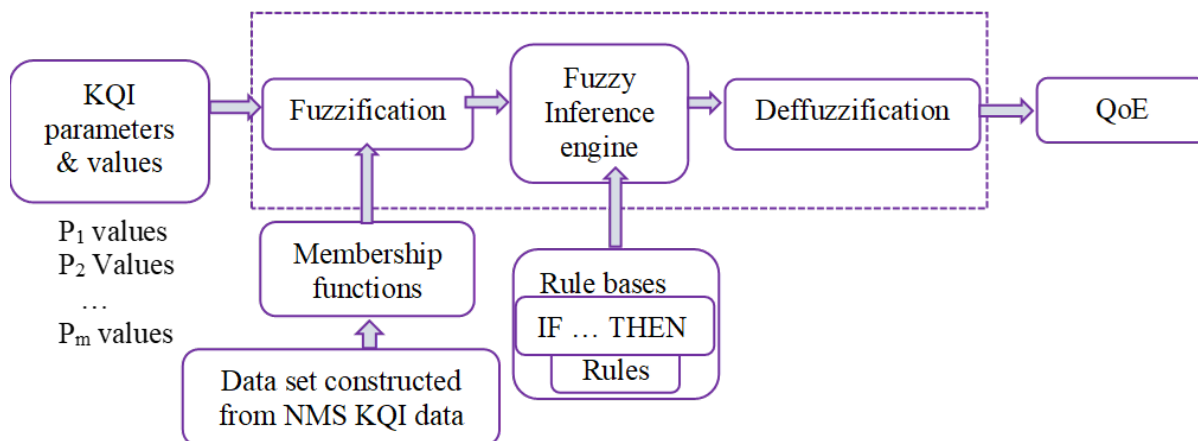 KQI
parameters
& values
Fuzzification
Fuzzy
Inference
engine
Deffuzzification
QoE
P₁ values
P₂ Values
…
Pₘ values
Membership
functions
Data set constructed
from NMS KQI data
Rule bases
IF … THEN
Rules